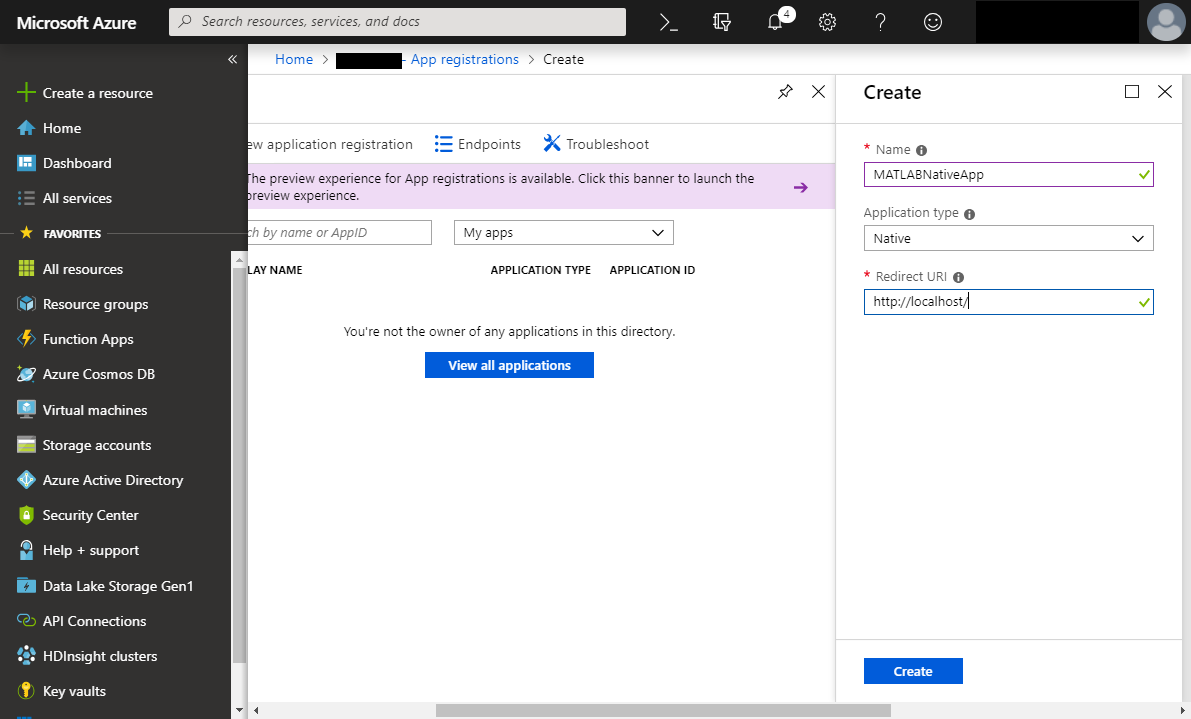 Microsoft Azure
Search resources, services, and docs
4
Home > - App registrations > Create
Create a resource
Home
Dashboard
All services
FAVORITES
All resources
Resource groups
Function Apps
Azure Cosmos DB
Virtual machines
Storage accounts
Azure Active Directory
Security Center
Help + support
Data Lake Storage Gen1
API Connections
HDInsight clusters
Key vaults
ew application registration
Endpoints
Troubleshoot
The preview experience for App registrations is available. Click this banner to launch the
preview experience.
ch by name or AppID
My apps
LAY NAME
APPLICATION TYPE
APPLICATION ID
You're not the owner of any applications in this directory.
View all applications
Create
* Name
MATLABNativeApp
Application type
Native
* Redirect URI
http://localhost/
Create